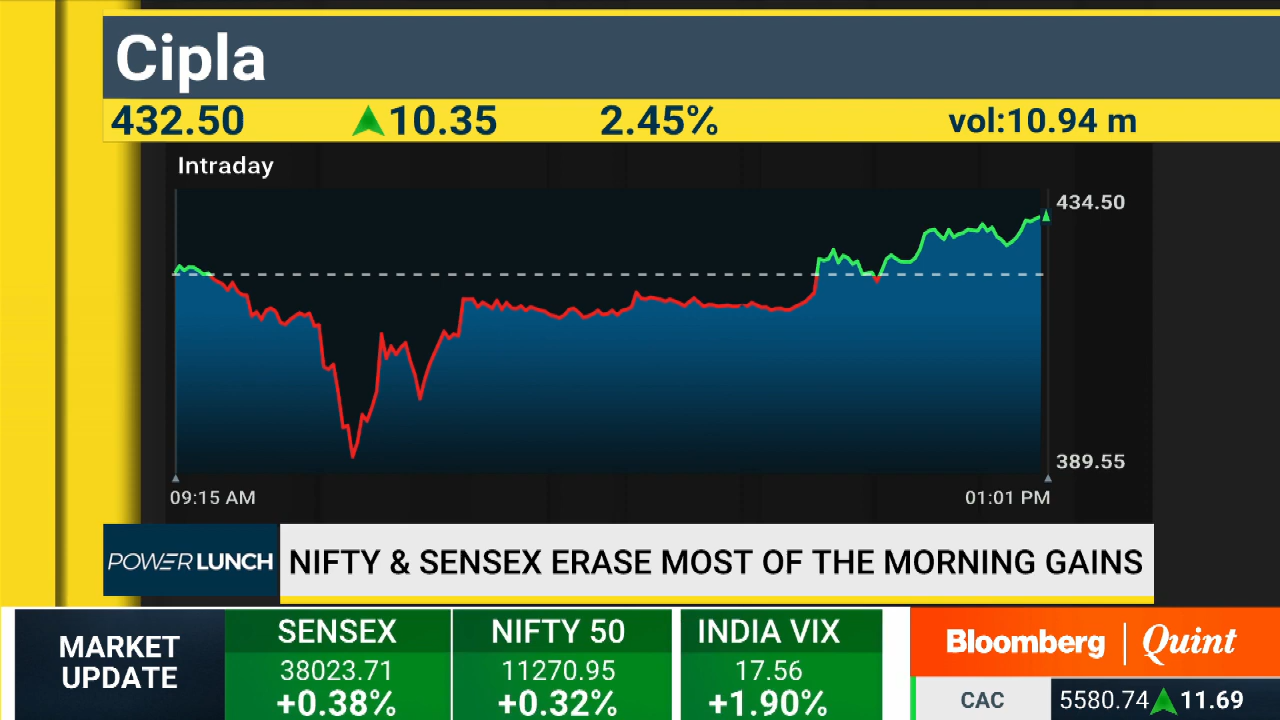 Cipla
432.50 10.35 2.45% vol:10.94 m
Intraday
434.50
389.55
09:15 AM 01:01 PM
POWER LUNCH NIFTY & SENSEX ERASE MOST OF THE MORNING GAINS
MARKET
UPDATE
SENSEX
38023.71
+0.38%
NIFTY 50
11270.95
+0.32%
INDIA VIX
17.56
+1.90%
Bloomberg | Quint
CAC 5580.74 11.69